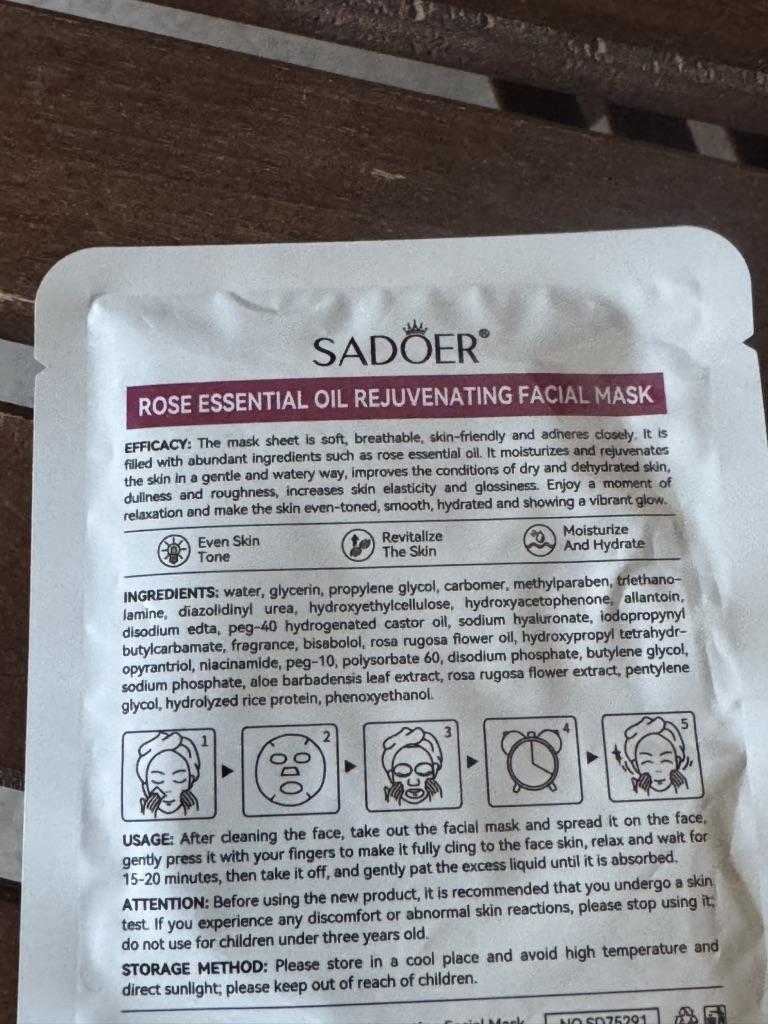 SADOER®
ROSE ESSENTIAL OIL REJUVENATING FACIAL MASK
EFFICACY: The mask sheet is soft, breathable, skin-friendly and adheres closely. It is
filled with abundant ingredients such as rose essential oil. It moisturizes and rejuvenates
the skin in a gentle and watery way, improves the conditions of dry and dehydrated skin,
dullness and roughness, increases skin elasticity and glossiness. Enjoy a moment of
relaxation and make the skin even-toned, smooth, hydrated and showing a vibrant glow.
Even Skin
Tone
Revitalize
The Skin
Moisturize
And Hydrate
INGREDIENTS: water, glycerin, propylene glycol, carbomer, methylparaben, triethano-
lamine, diazolidinyl urea, hydroxyethylcellulose, hydroxyacetophenone, allantoin,
disodium edta, peg-40 hydrogenated castor oil, sodium hyaluronate, iodopropynyl
butylcarbamate, fragrance, bisabolol, rosa rugosa flower oil, hydroxypropyl tetrahydr-
opyrantriol, niacinamide, peg-10, polysorbate 60, disodium phosphate, butylene glycol,
sodium phosphate, aloe barbadensis leaf extract, rosa rugosa flower extract, pentylene
glycol, hydrolyzed rice protein, phenoxyethanol.
1
2
3
4
5
USAGE: After cleaning the face, take out the facial mask and spread it on the face,
gently press it with your fingers to make it fully cling to the face skin, relax and wait for
15-20 minutes, then take it off, and gently pat the excess liquid until it is absorbed.
ATTENTION: Before using the new product, it is recommended that you undergo a skin
test. If you experience any discomfort or abnormal skin reactions, please stop using it;
do not use for children under three years old.
STORAGE METHOD: Please store in a cool place and avoid high temperature and
direct sunlight; please keep out of reach of children.
Facial Mask
NO.SD75291